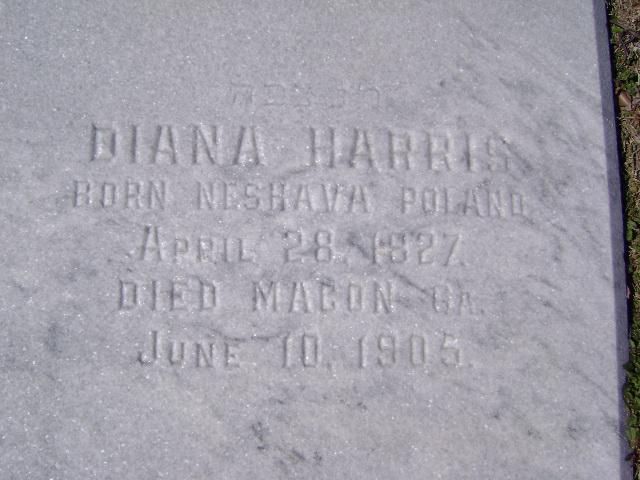 ת נ צ ב ה
DIANA HARRIS
BORN NESHAVA POLAND
APRIL 28, 1827.
DIED MACON GA.
JUNE 10, 1905.